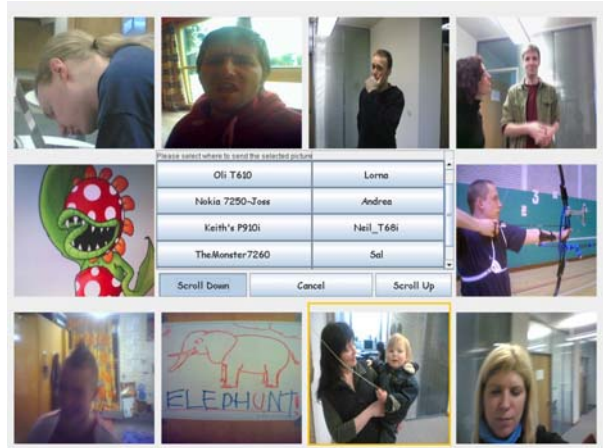 Please select where to send the selected picture
Oli T610 Lorna
Nokia 7250-Joss Andrea
Keith's P910i Neil_T68i
TheMonster7260 Sal
Scroll Down Cancel Scroll Up
3
ELEPHUNT!